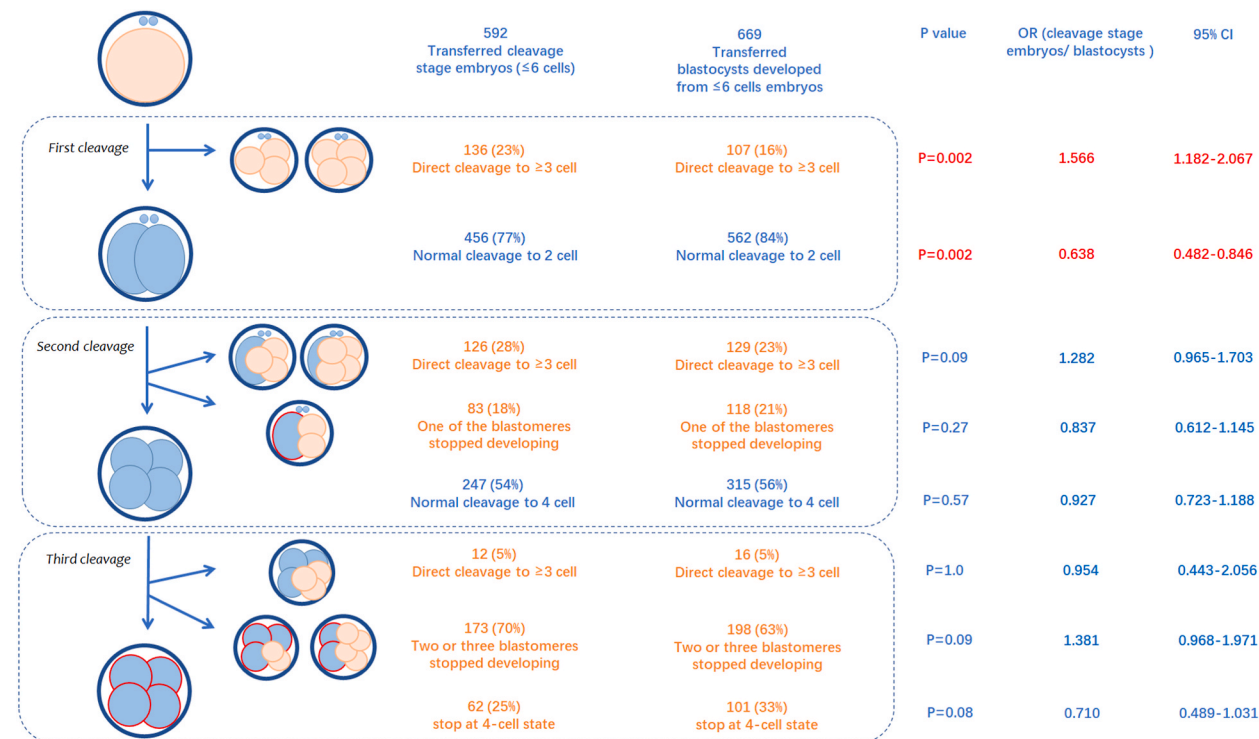 592
Transferred cleavage
stage embryos (≤6 cells)
669
Transferred
blastocysts developed
from ≤6 cells embryos
P value
OR (cleavage stage
embryos/ blastocysts )
95% CI
First cleavage
136 (23%)
Direct cleavage to ≥3 cell
107 (16%)
Direct cleavage to ≥3 cell
P=0.002
1.566
1.182-2.067
456 (77%)
Normal cleavage to 2 cell
562 (84%)
Normal cleavage to 2 cell
P=0.002
0.638
0.482-0.846
Second cleavage
126 (28%)
Direct cleavage to ≥3 cell
129 (23%)
Direct cleavage to ≥3 cell
P=0.09
1.282
0.965-1.703
83 (18%)
One of the blastomeres
stopped developing
118 (21%)
One of the blastomeres
stopped developing
P=0.27
0.837
0.612-1.145
247 (54%)
Normal cleavage to 4 cell
315 (56%)
Normal cleavage to 4 cell
P=0.57
0.927
0.723-1.188
Third cleavage
12 (5%)
Direct cleavage to ≥3 cell
16 (5%)
Direct cleavage to ≥3 cell
P=1.0
0.954
0.443-2.056
173 (70%)
Two or three blastomeres
stopped developing
198 (63%)
Two or three blastomeres
stopped developing
P=0.09
1.381
0.968-1.971
62 (25%)
stop at 4-cell state
101 (33%)
stop at 4-cell state
P=0.08
0.710
0.489-1.031